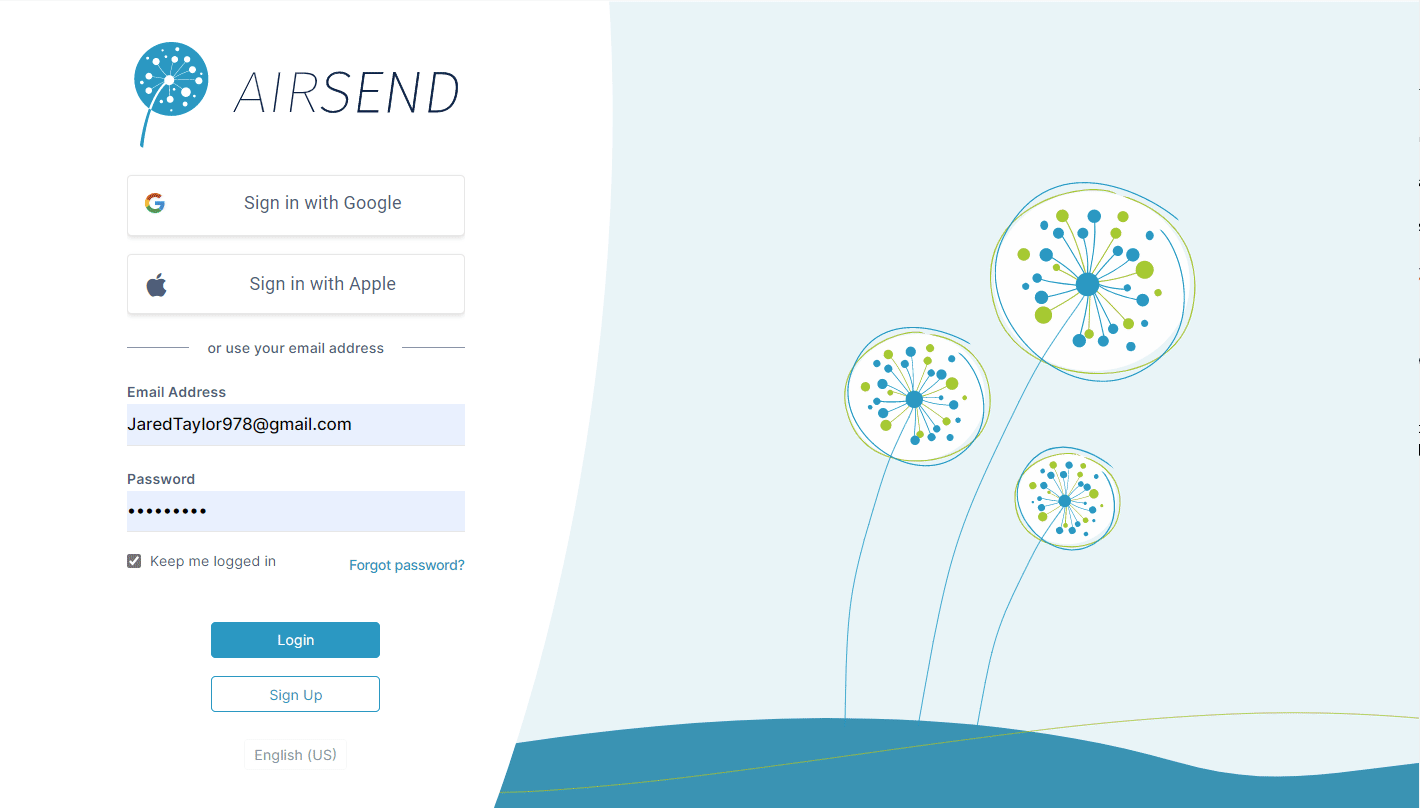 AIRSEND
Sign in with Google
Sign in with Apple
or use your email address
Email Address
JaredTaylor978@gmail.com
Password
•••••••••
Keep me logged in
Forgot password?
Login
Sign Up
English (US)